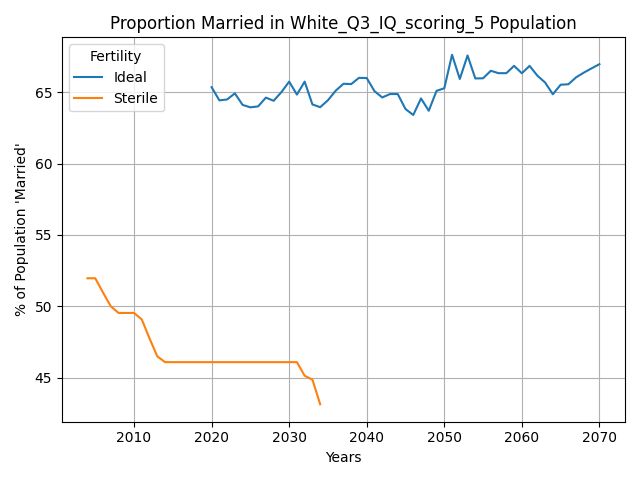 Proportion Married in White_Q3_IQ_scoring_5 Population
Fertility
Ideal
Sterile
% of Population 'Married'
65
60
55
50
45
2010
2020
2030
2040
2050
2060
2070
Years